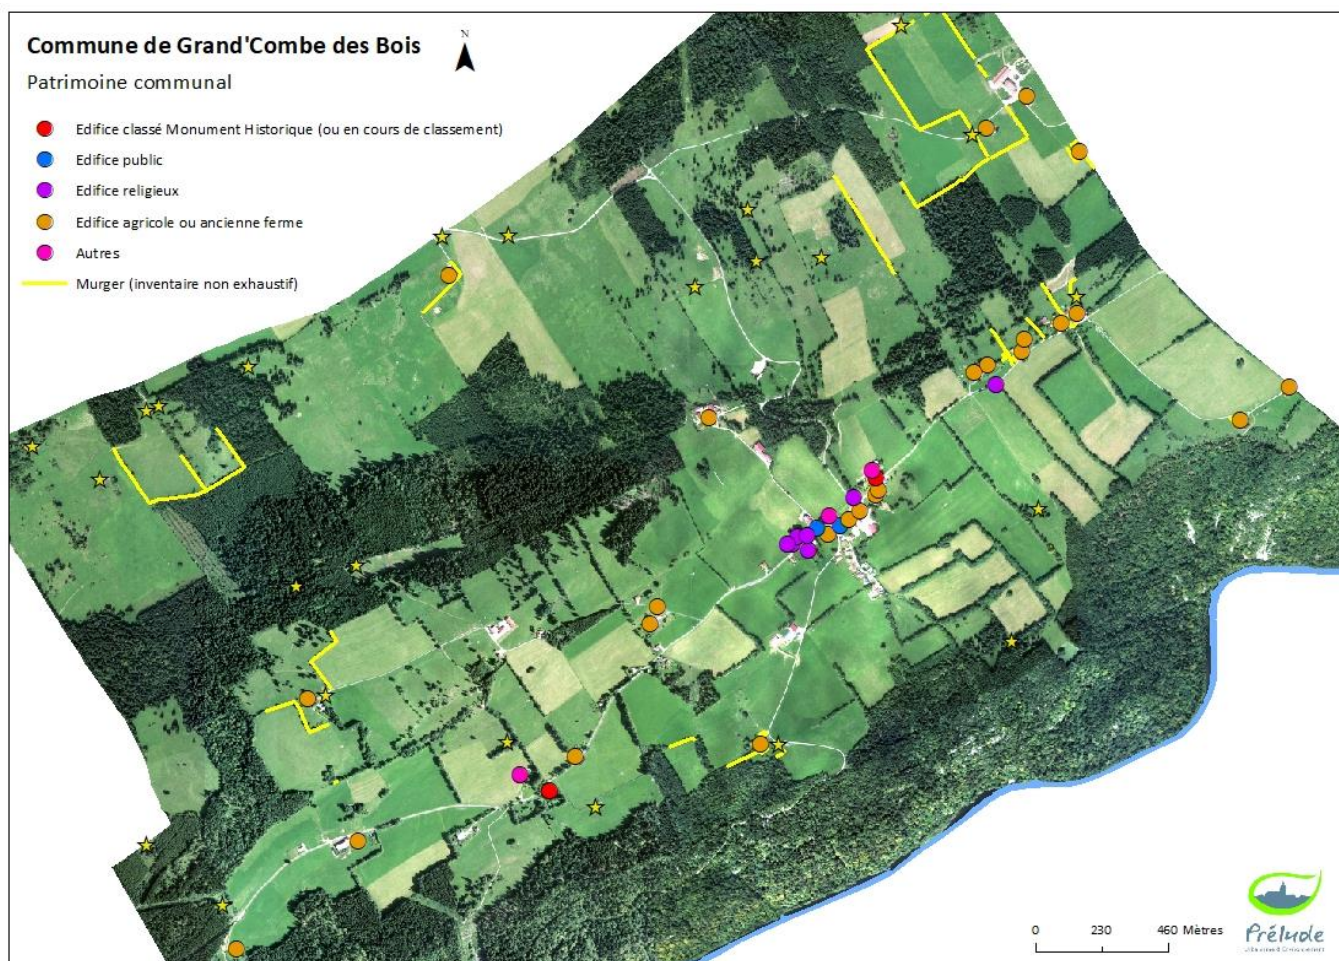 Commune de Grand'Combe des Bois
N
Patrimoine communal
Edifice classé Monument Historique (ou en cours de classement)
Edifice public
Edifice religieux
Edifice agricole ou ancienne ferme
Autres
Murger (inventaire non exhaustif)
0 230 460 Mètres
Prélude